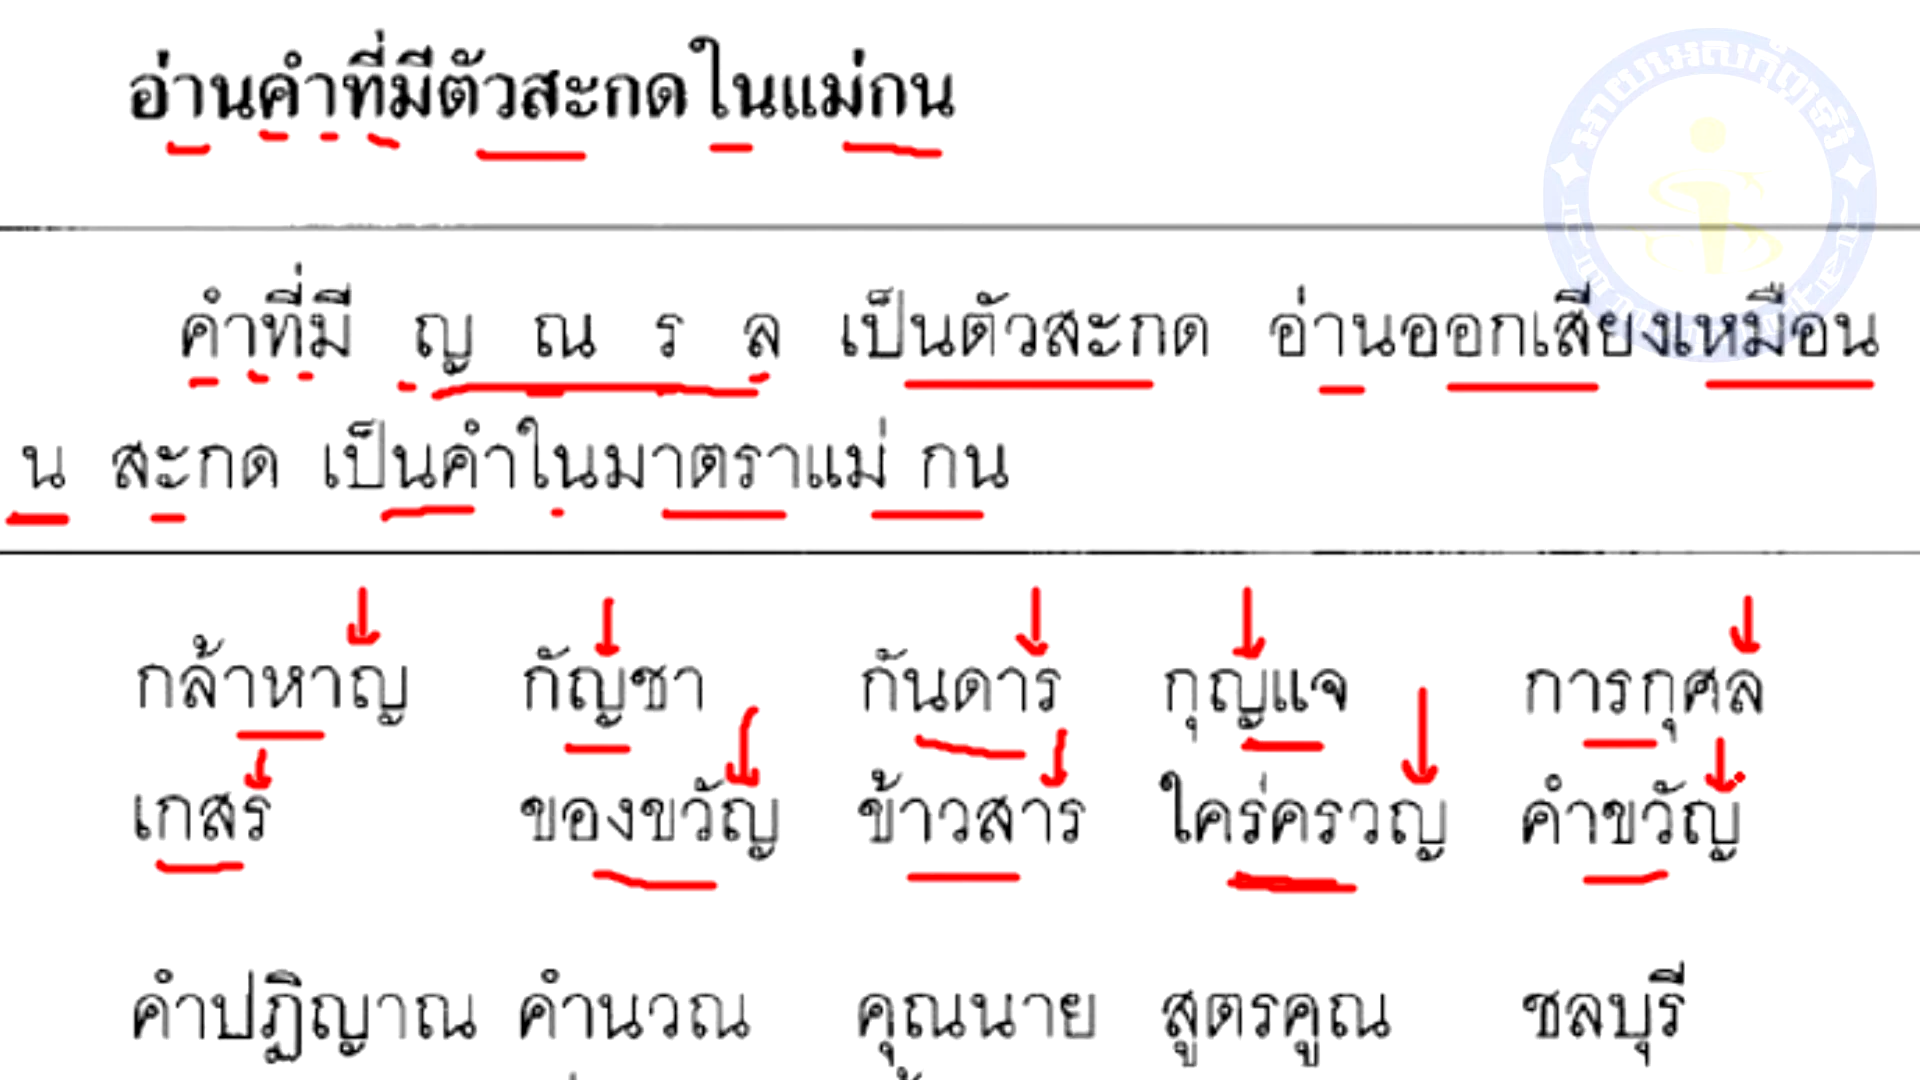 อ่านคำที่มีตัวสะกดในแม่กน
คำที่มี ญ ณ ร ล เป็นตัวสะกด อ่านออกเสียงเหมือน
น สะกด เป็นคำในมาตราแม่ กน
กล้าหาญ กัญชา กันดาร กุญแจ การกุศล
เกสร ของขวัญ ข้าวสาร ใคร่ครวญ คำขวัญ
คำปฏิญาณ คำนวณ คุณนาย สูตรคูณ ชลบุรี